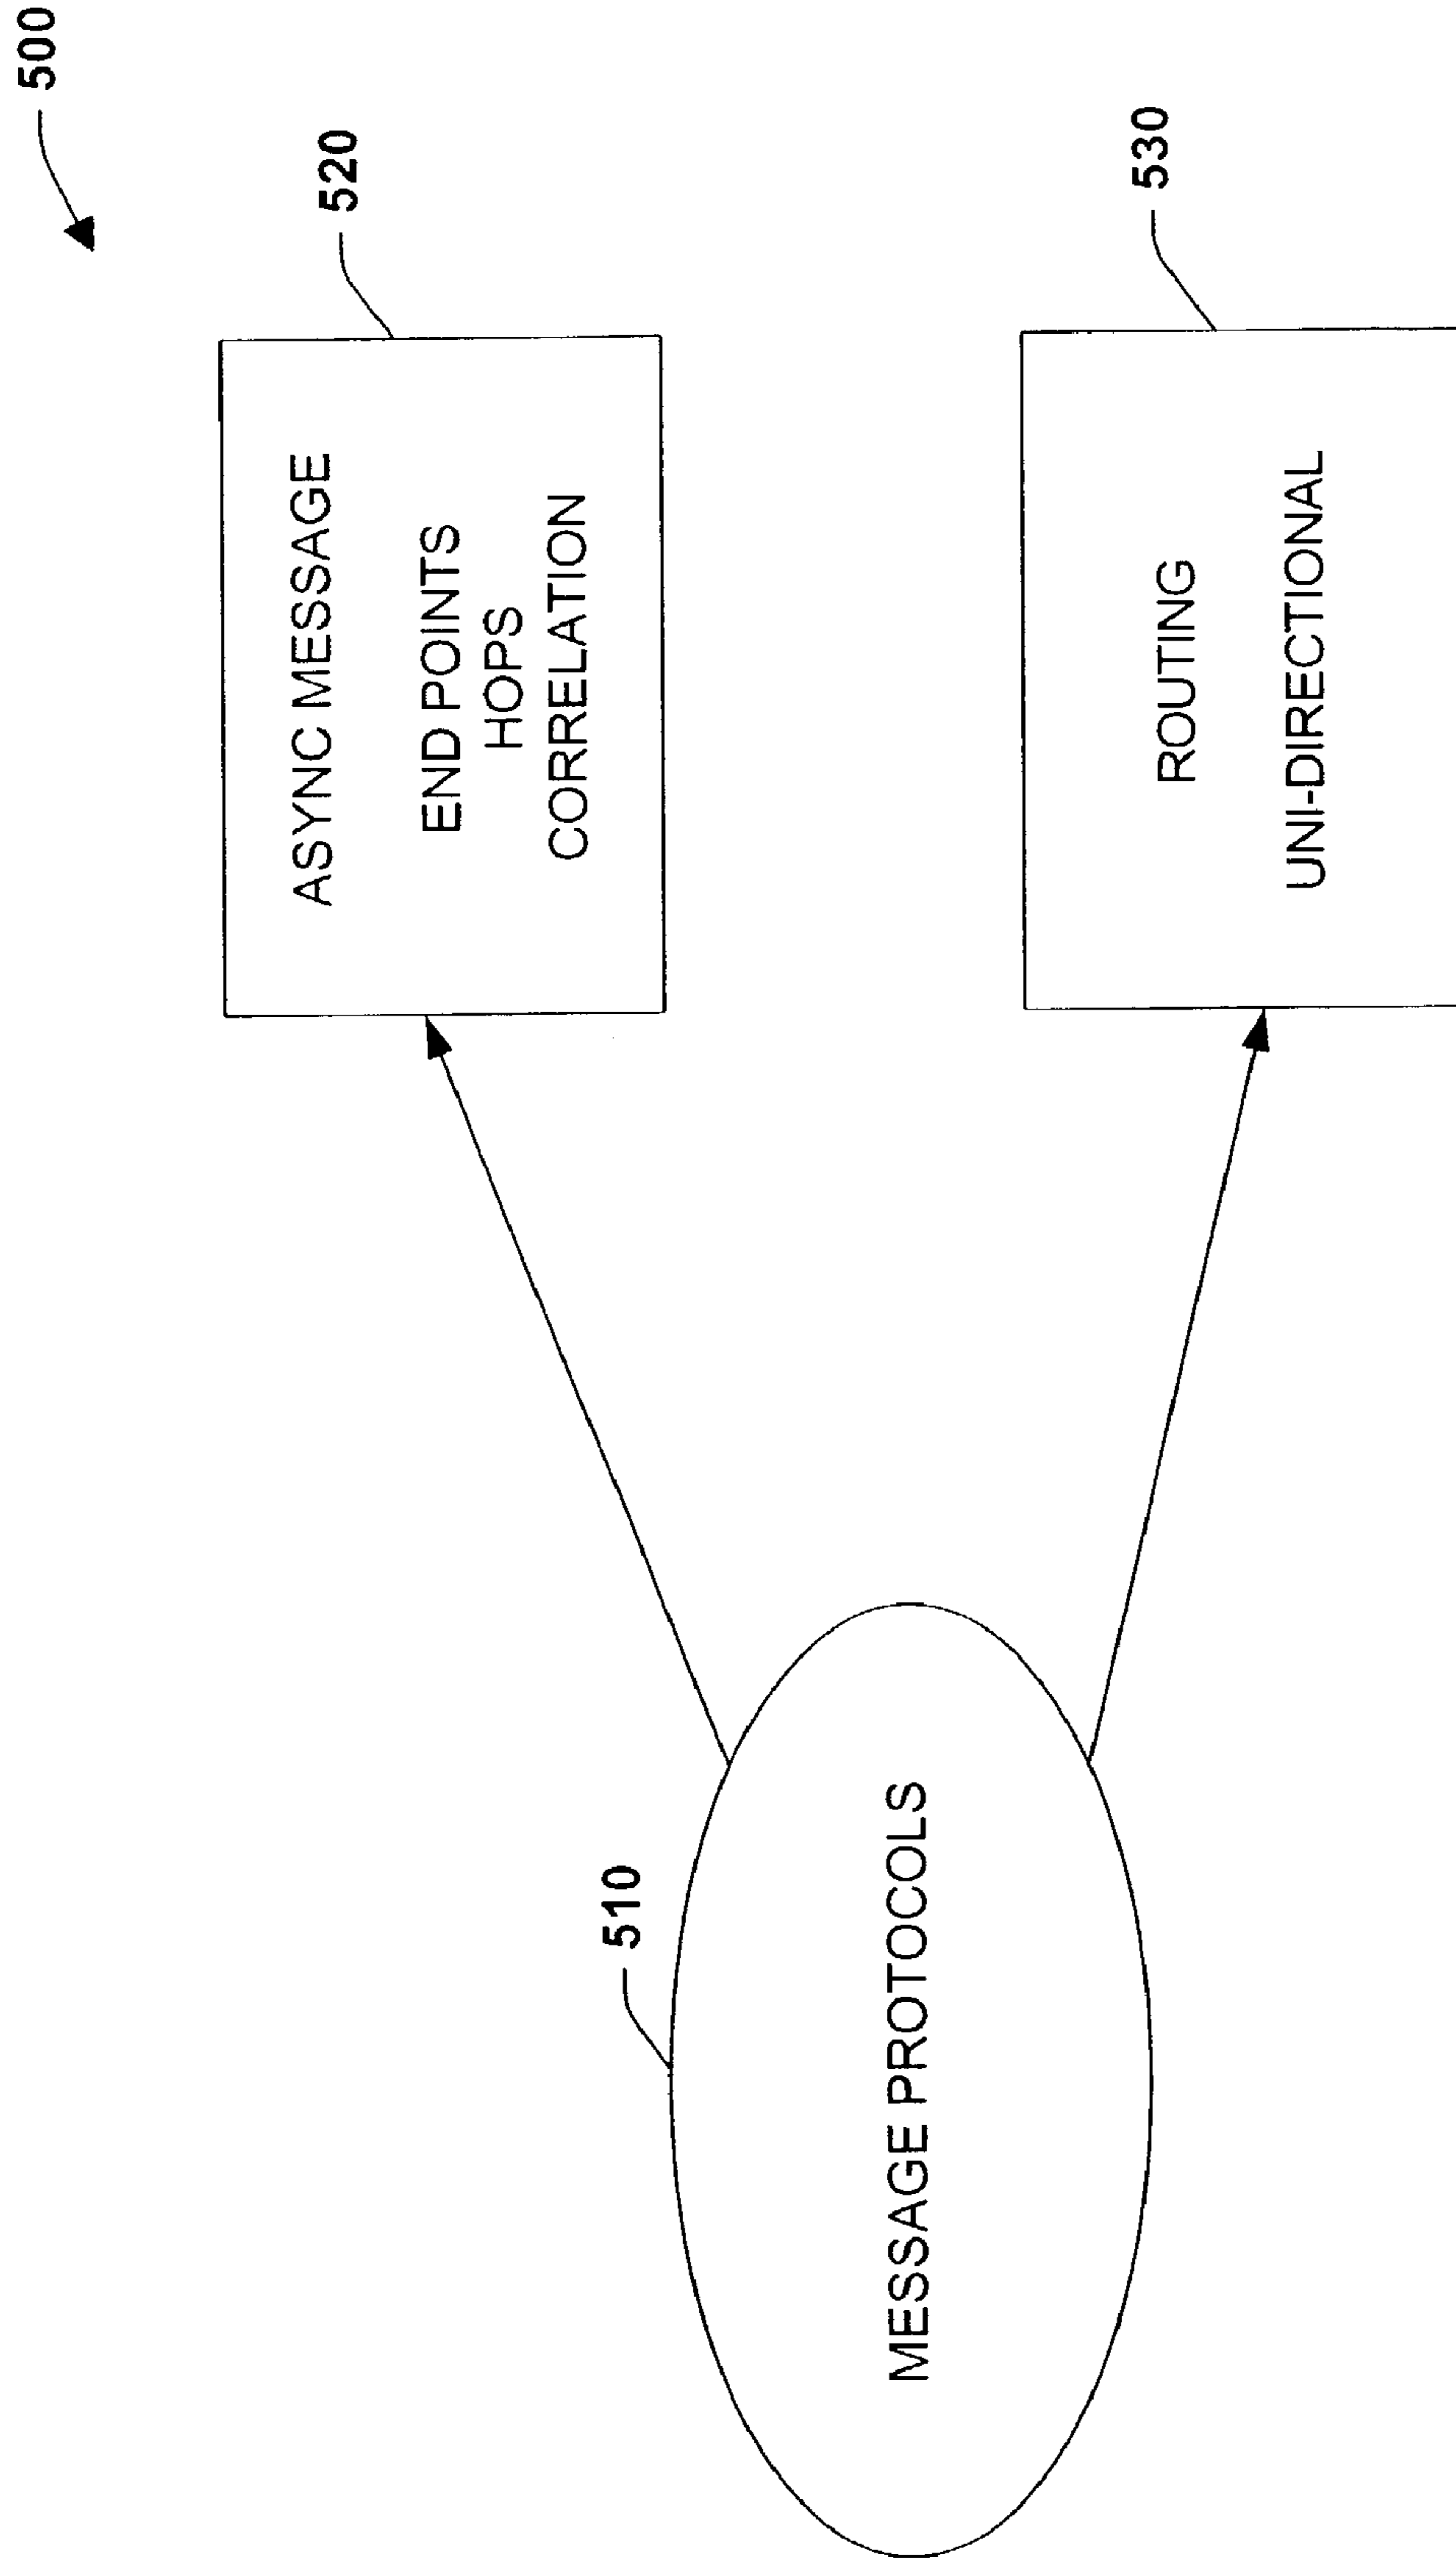 500
520
ASYNC MESSAGE
END POINTS
HOPS
CORRELATION
510
MESSAGE PROTOCOLS
530
ROUTING
UNI-DIRECTIONAL